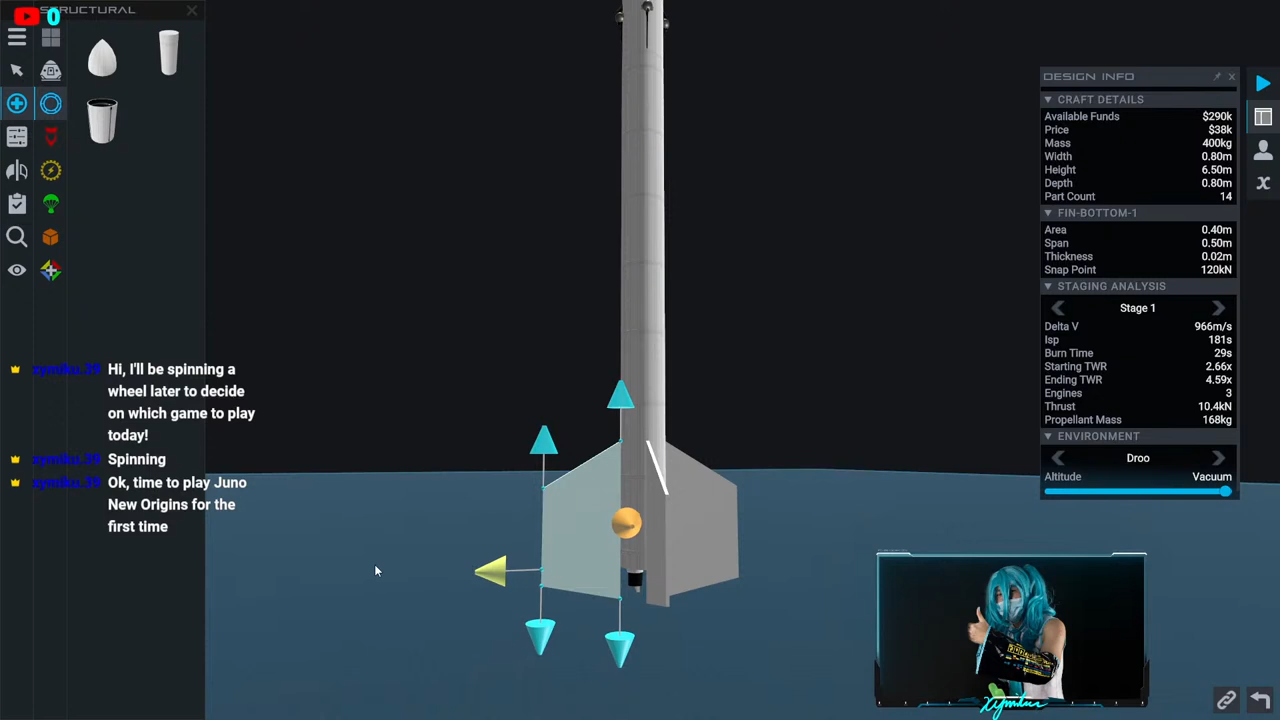 0
STRUCTURAL
DESIGN INFO
CRAFT DETAILS
Available Funds $290k
Price $38k
Mass 400kg
Width 0.80m
Height 6.50m
Depth 0.80m
Part Count 14
FIN-BOTTOM-1
Area 0.40m
Span 0.50m
Thickness 0.02m
Snap Point 120kN
STAGING ANALYSIS
Stage 1
Delta V 966m/s
Isp 181s
Burn Time 29s
Starting TWR 2.66x
Ending TWR 4.59x
Engines 3
Thrust 10.4kN
Propellant Mass 168kg
ENVIRONMENT
Droo
Altitude Vacuum
Hi, I'll be spinning a
wheel later to decide
on which game to play
today!
Spinning
Ok, time to play Juno
New Origins for the
first time